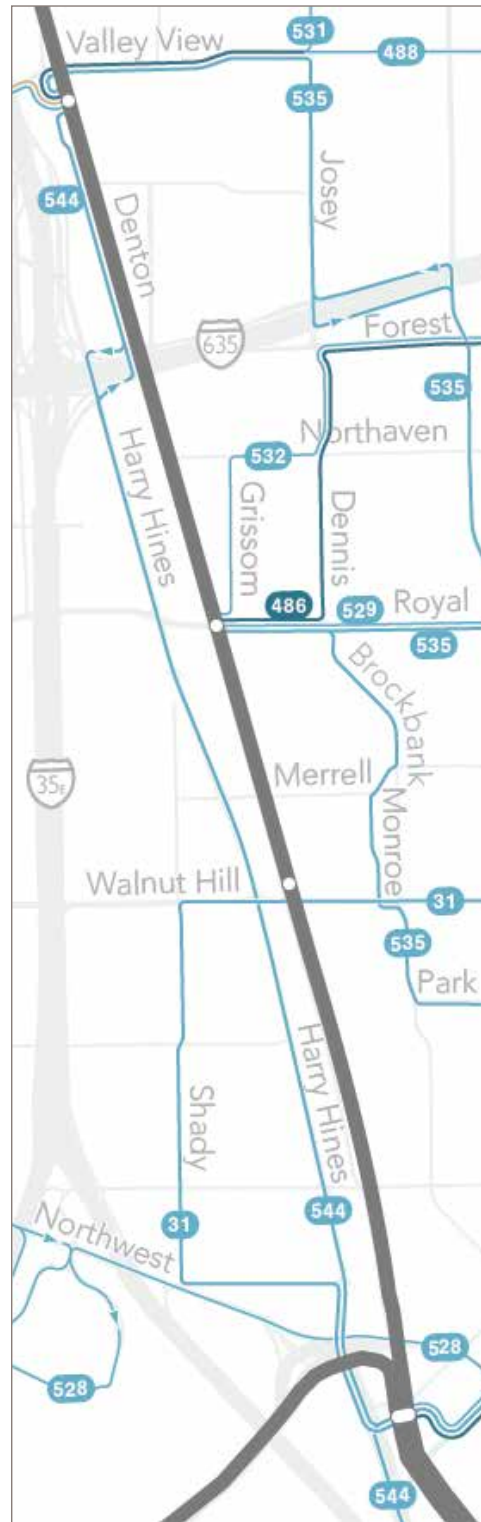 Valley View
531
488
535
Josey
544
Denton
635
Forest
535
Harry Hines
Northaven
532
Grissom
Dennis
486
529
Royal
535
Brockbank
35E
Merrell
Monroe
Walnut Hill
31
535
Park
Harry Hines
Shady
544
31
Northwest
528
528
544